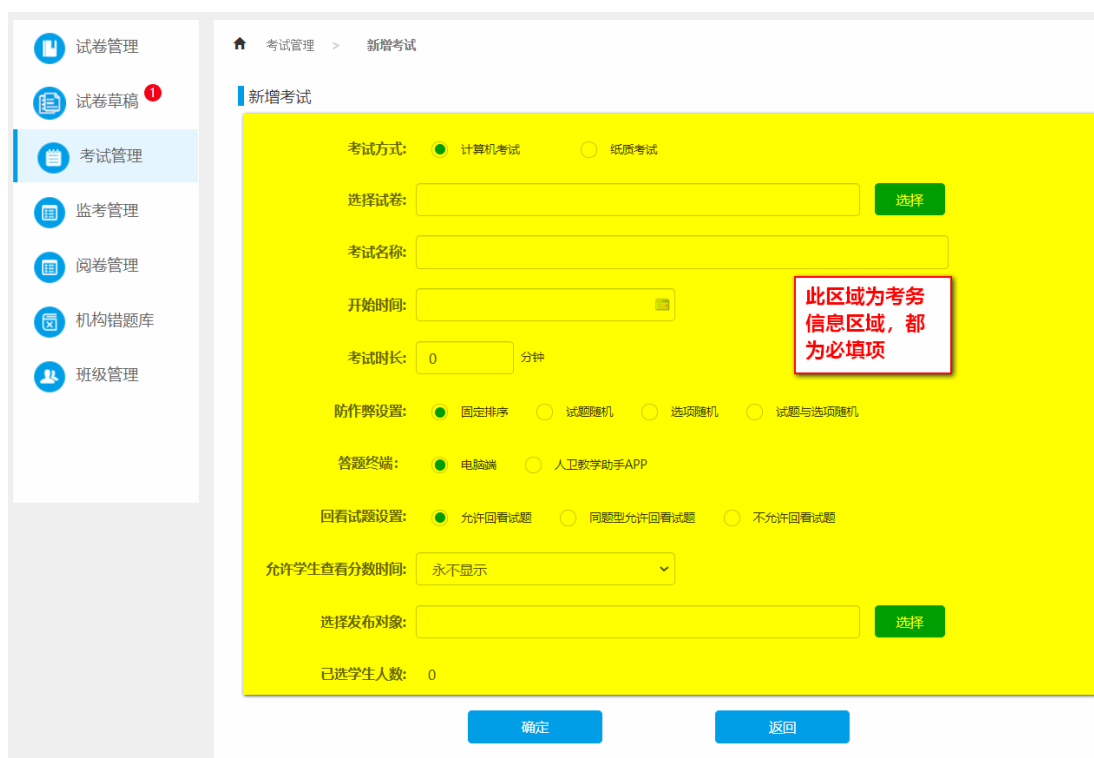 试卷管理
试卷草稿 1
考试管理
监考管理
阅卷管理
机构错题库
班级管理
考试管理 > 新增考试
新增考试
考试方式: 计算机考试 纸质考试
选择试卷: 选择
考试名称:
开始时间:
考试时长: 0 分钟
此区域为考务
信息区域，都
为必填项
防作弊设置: 固定排序 试题随机 选项随机 试题与选项随机
答题终端: 电脑端 人卫教学助手APP
回看试题设置: 允许回看试题 同题型允许回看试题 不允许回看试题
允许学生查看分数时间: 永不显示
选择发布对象: 选择
已选学生人数: 0
确定 返回